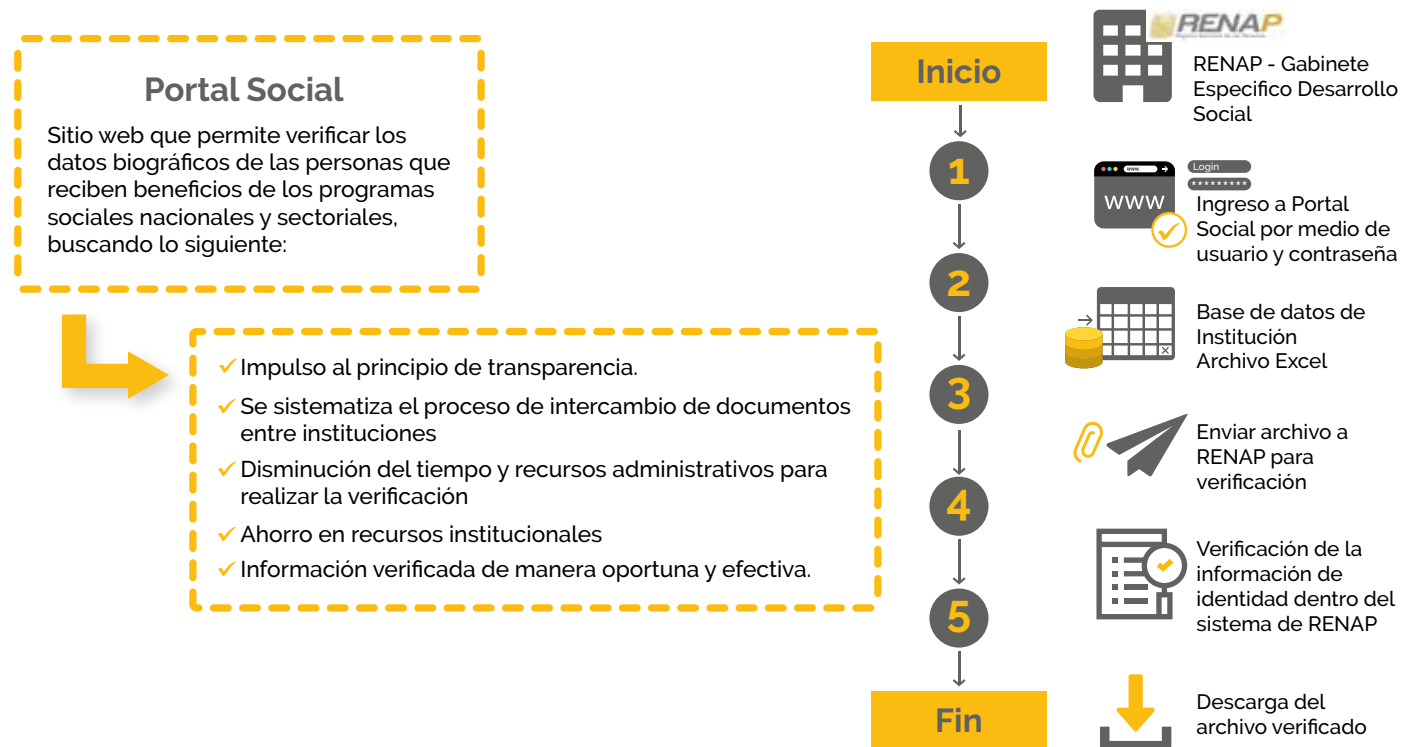 Portal Social
Sitio web que permite verificar los
datos biográficos de las personas que
reciben beneficios de los programas
sociales nacionales y sectoriales,
buscando lo siguiente:
Impulso al principio de transparencia.
Se sistematiza el proceso de intercambio de documentos
entre instituciones
Disminución del tiempo y recursos administrativos para
realizar la verificación
Ahorro en recursos institucionales
Información verificada de manera oportuna y efectiva.
Inicio
1
2
3
4
5
Fin
RENAP
RENAP - Gabinete
Especifico Desarrollo
Social
www.
WWW
Login
*********
Ingreso a Portal
Social por medio de
usuario y contraseña
Base de datos de
Institución
Archivo Excel
Enviar archivo a
RENAP para
verificación
Verificación de la
información de
identidad dentro del
sistema de RENAP
Descarga del
archivo verificado